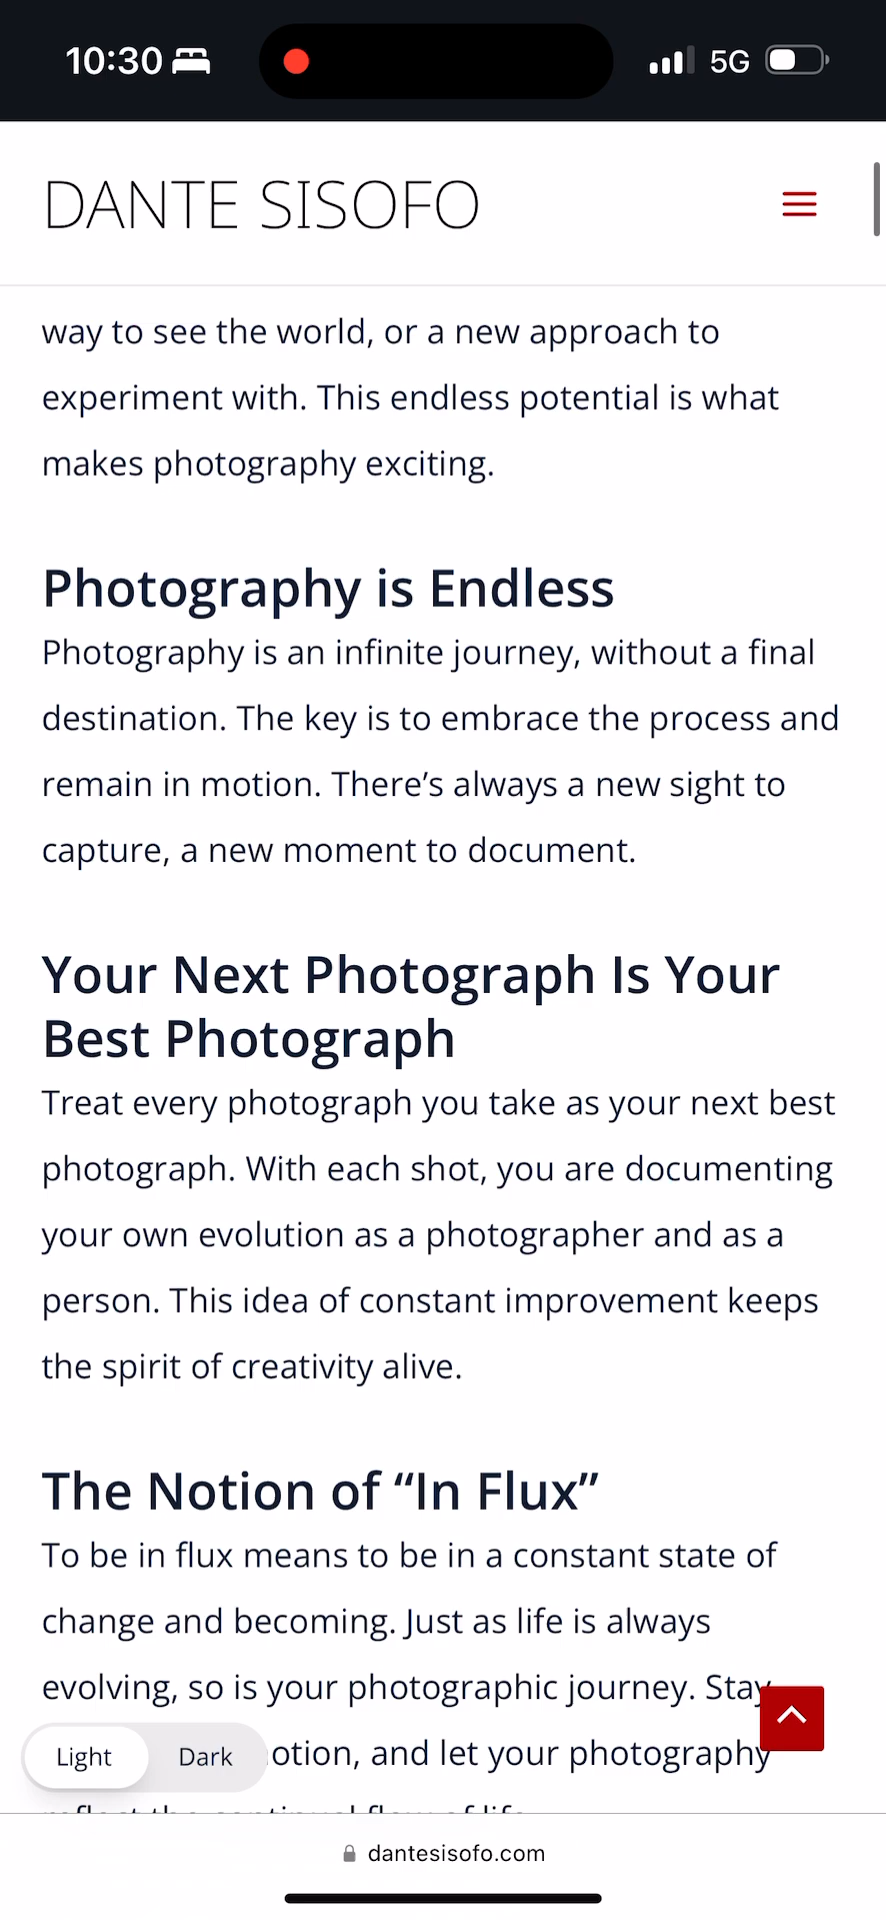 10:30
5G
DANTE SISOFO
way to see the world, or a new approach to
experiment with. This endless potential is what
makes photography exciting.
Photography is Endless
Photography is an infinite journey, without a final
destination. The key is to embrace the process and
remain in motion. There’s always a new sight to
capture, a new moment to document.
Your Next Photograph Is Your
Best Photograph
Treat every photograph you take as your next best
photograph. With each shot, you are documenting
your own evolution as a photographer and as a
person. This idea of constant improvement keeps
the spirit of creativity alive.
The Notion of “In Flux”
To be in flux means to be in a constant state of
change and becoming. Just as life is always
evolving, so is your photographic journey. Stay
Light Dark otion, and let your photography
dantesisofo.com